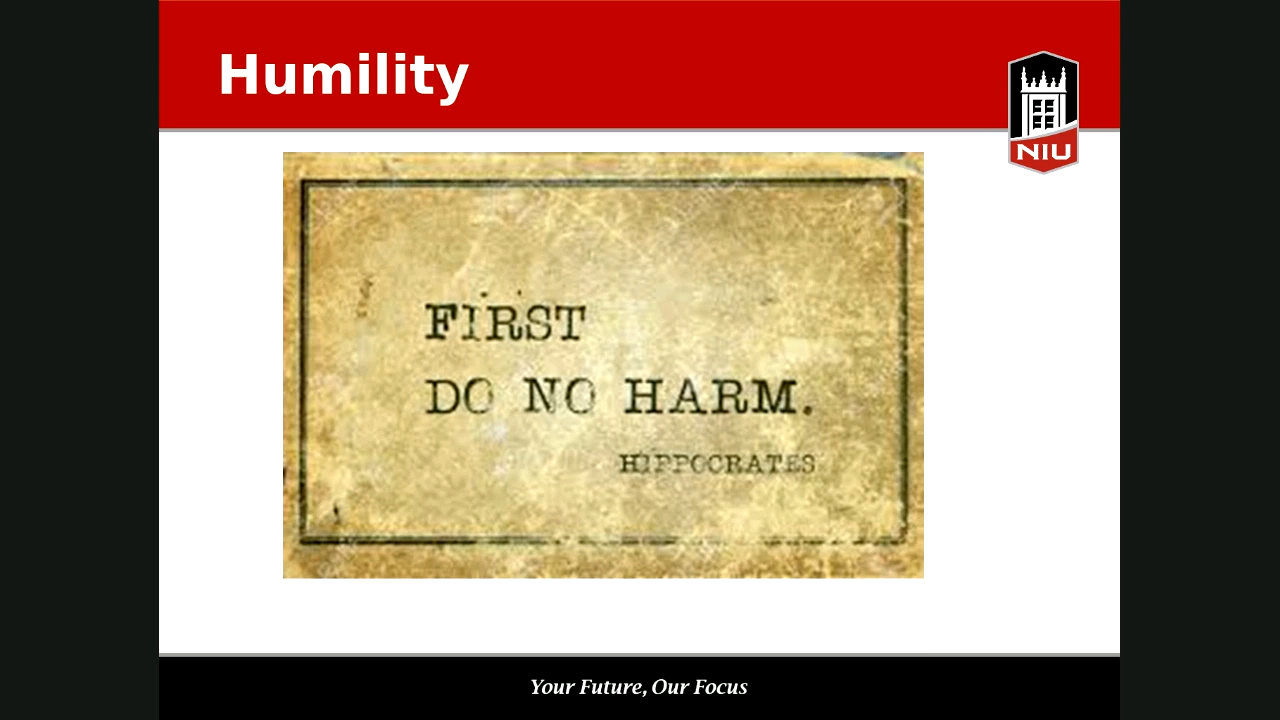 Humility
NIU
FIRST
DO NO HARM.
HIPPOCRATES
Your Future, Our Focus